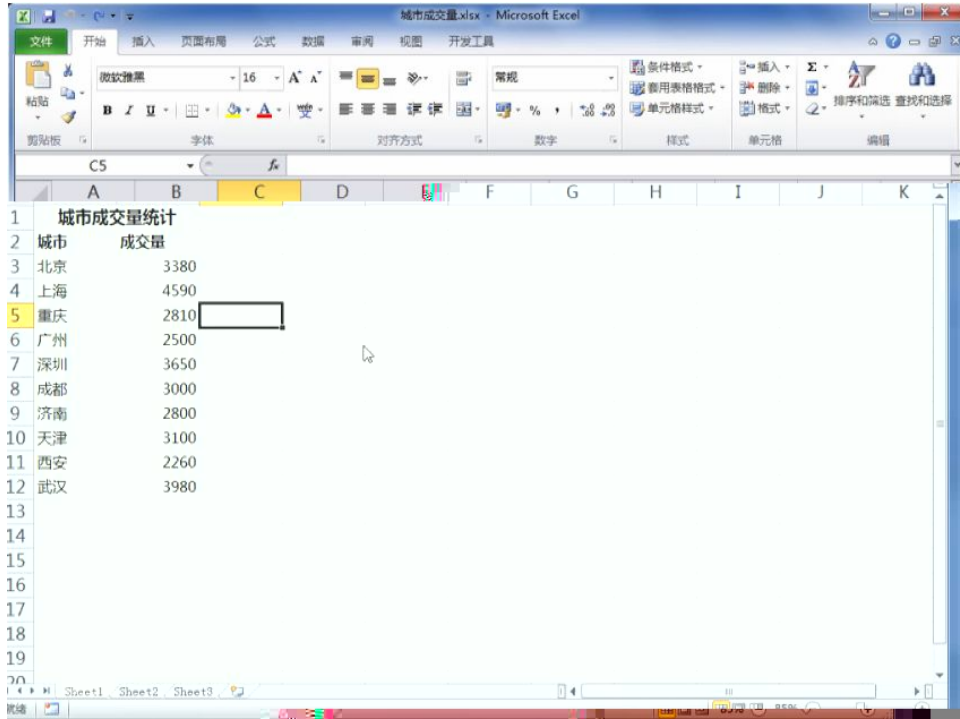 城市成交量.xlsx - Microsoft Excel
文件 开始 插入 页面布局 公式 数据 审阅 视图 开发工具
粘贴 微软雅黑 16 常规 条件格式 套用表格格式 单元格样式 插入 删除 格式 排序和筛选 查找和选择
B I U A % ,
剪贴板 字体 对齐方式 数字 样式 单元格 编辑
C5 fx
A B C D E F G H I J K
1 城市成交量统计
2 城市 成交量
3 北京 3380
4 上海 4590
5 重庆 2810
6 广州 2500
7 深圳 3650
8 成都 3000
9 济南 2800
10 天津 3100
11 西安 2260
12 武汉 3980
13
14
15
16
17
18
19
20
Sheet1 Sheet2 Sheet3
就绪 85%